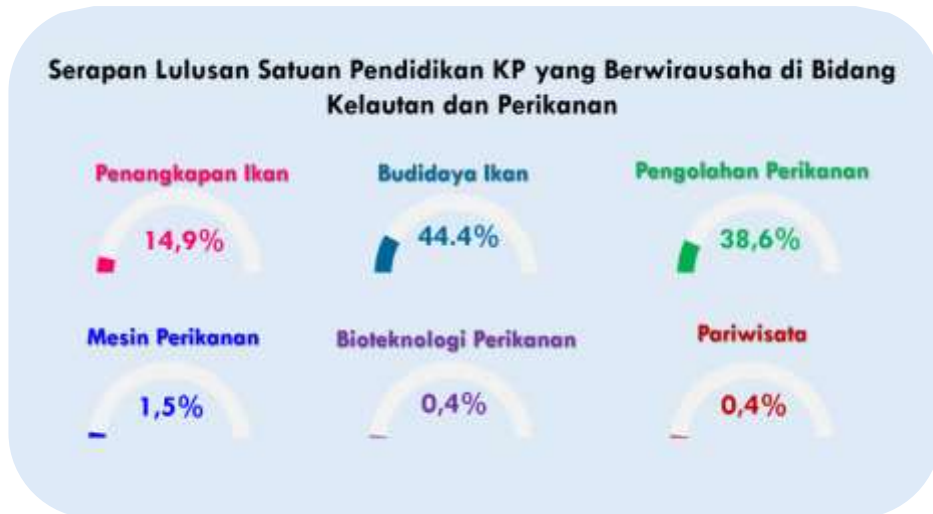 Serapan Lulusan Satuan Pendidikan KP yang Berwirausaha di Bidang
Kelautan dan Perikanan
Penangkapan Ikan
Budidaya Ikan
Pengolahan Perikanan
14,9%
44.4%
38,6%
Mesin Perikanan
Bioteknologi Perikanan
Pariwisata
1,5%
0,4%
0,4%